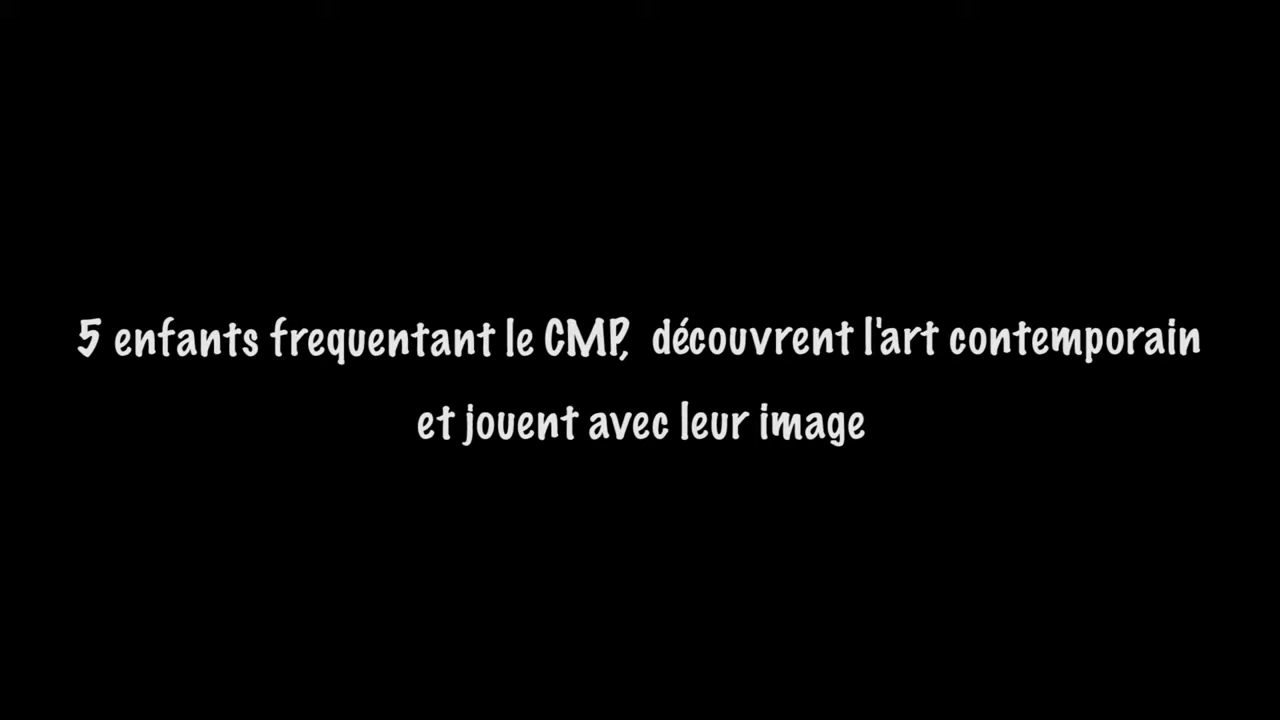 5 enfants frequentant le CMP, découvrent l'art contemporain
et jouent avec leur image